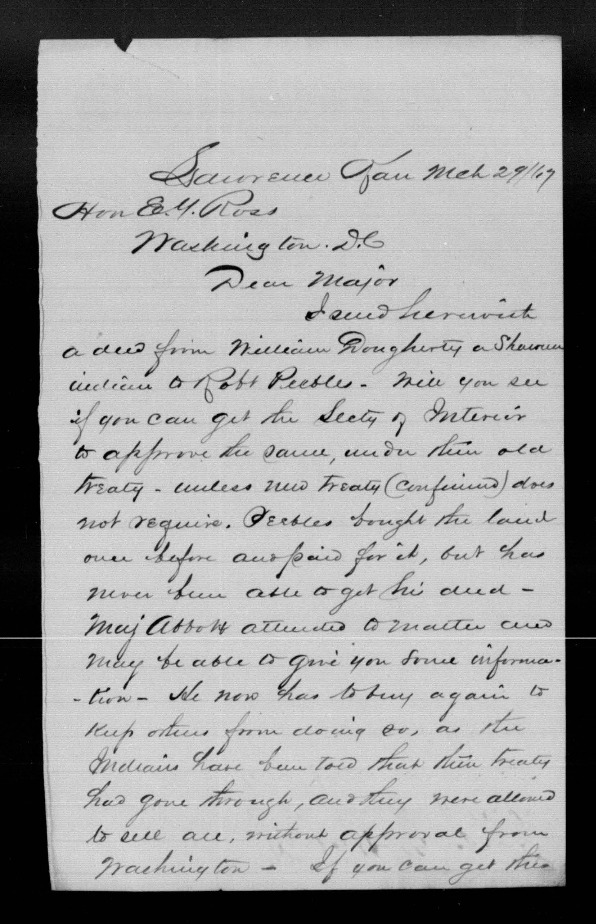 Lawrence Kan Mch 29/67
Hon E. G. Ross
Washington. D.C
Dear Major
I send herewith
a deed from William Dougherty a Shawnee
indian to Robt Peebles - Will you see
if you can get the Secty of Interior
to approve the same, under their old
treaty - unless new treaty (confirmed) does
not require. Peebles bought the land
once before and paid for it, but has
never been able to get his deed -
Maj Abbott attended to matter and
may be able to give you some informa-
-tion - He now has to buy again to
keep others from doing so, as the
Indians have been told that their treaty
had gone through, and they were allowed
to sell all, without approval from
Washington - If you can get this